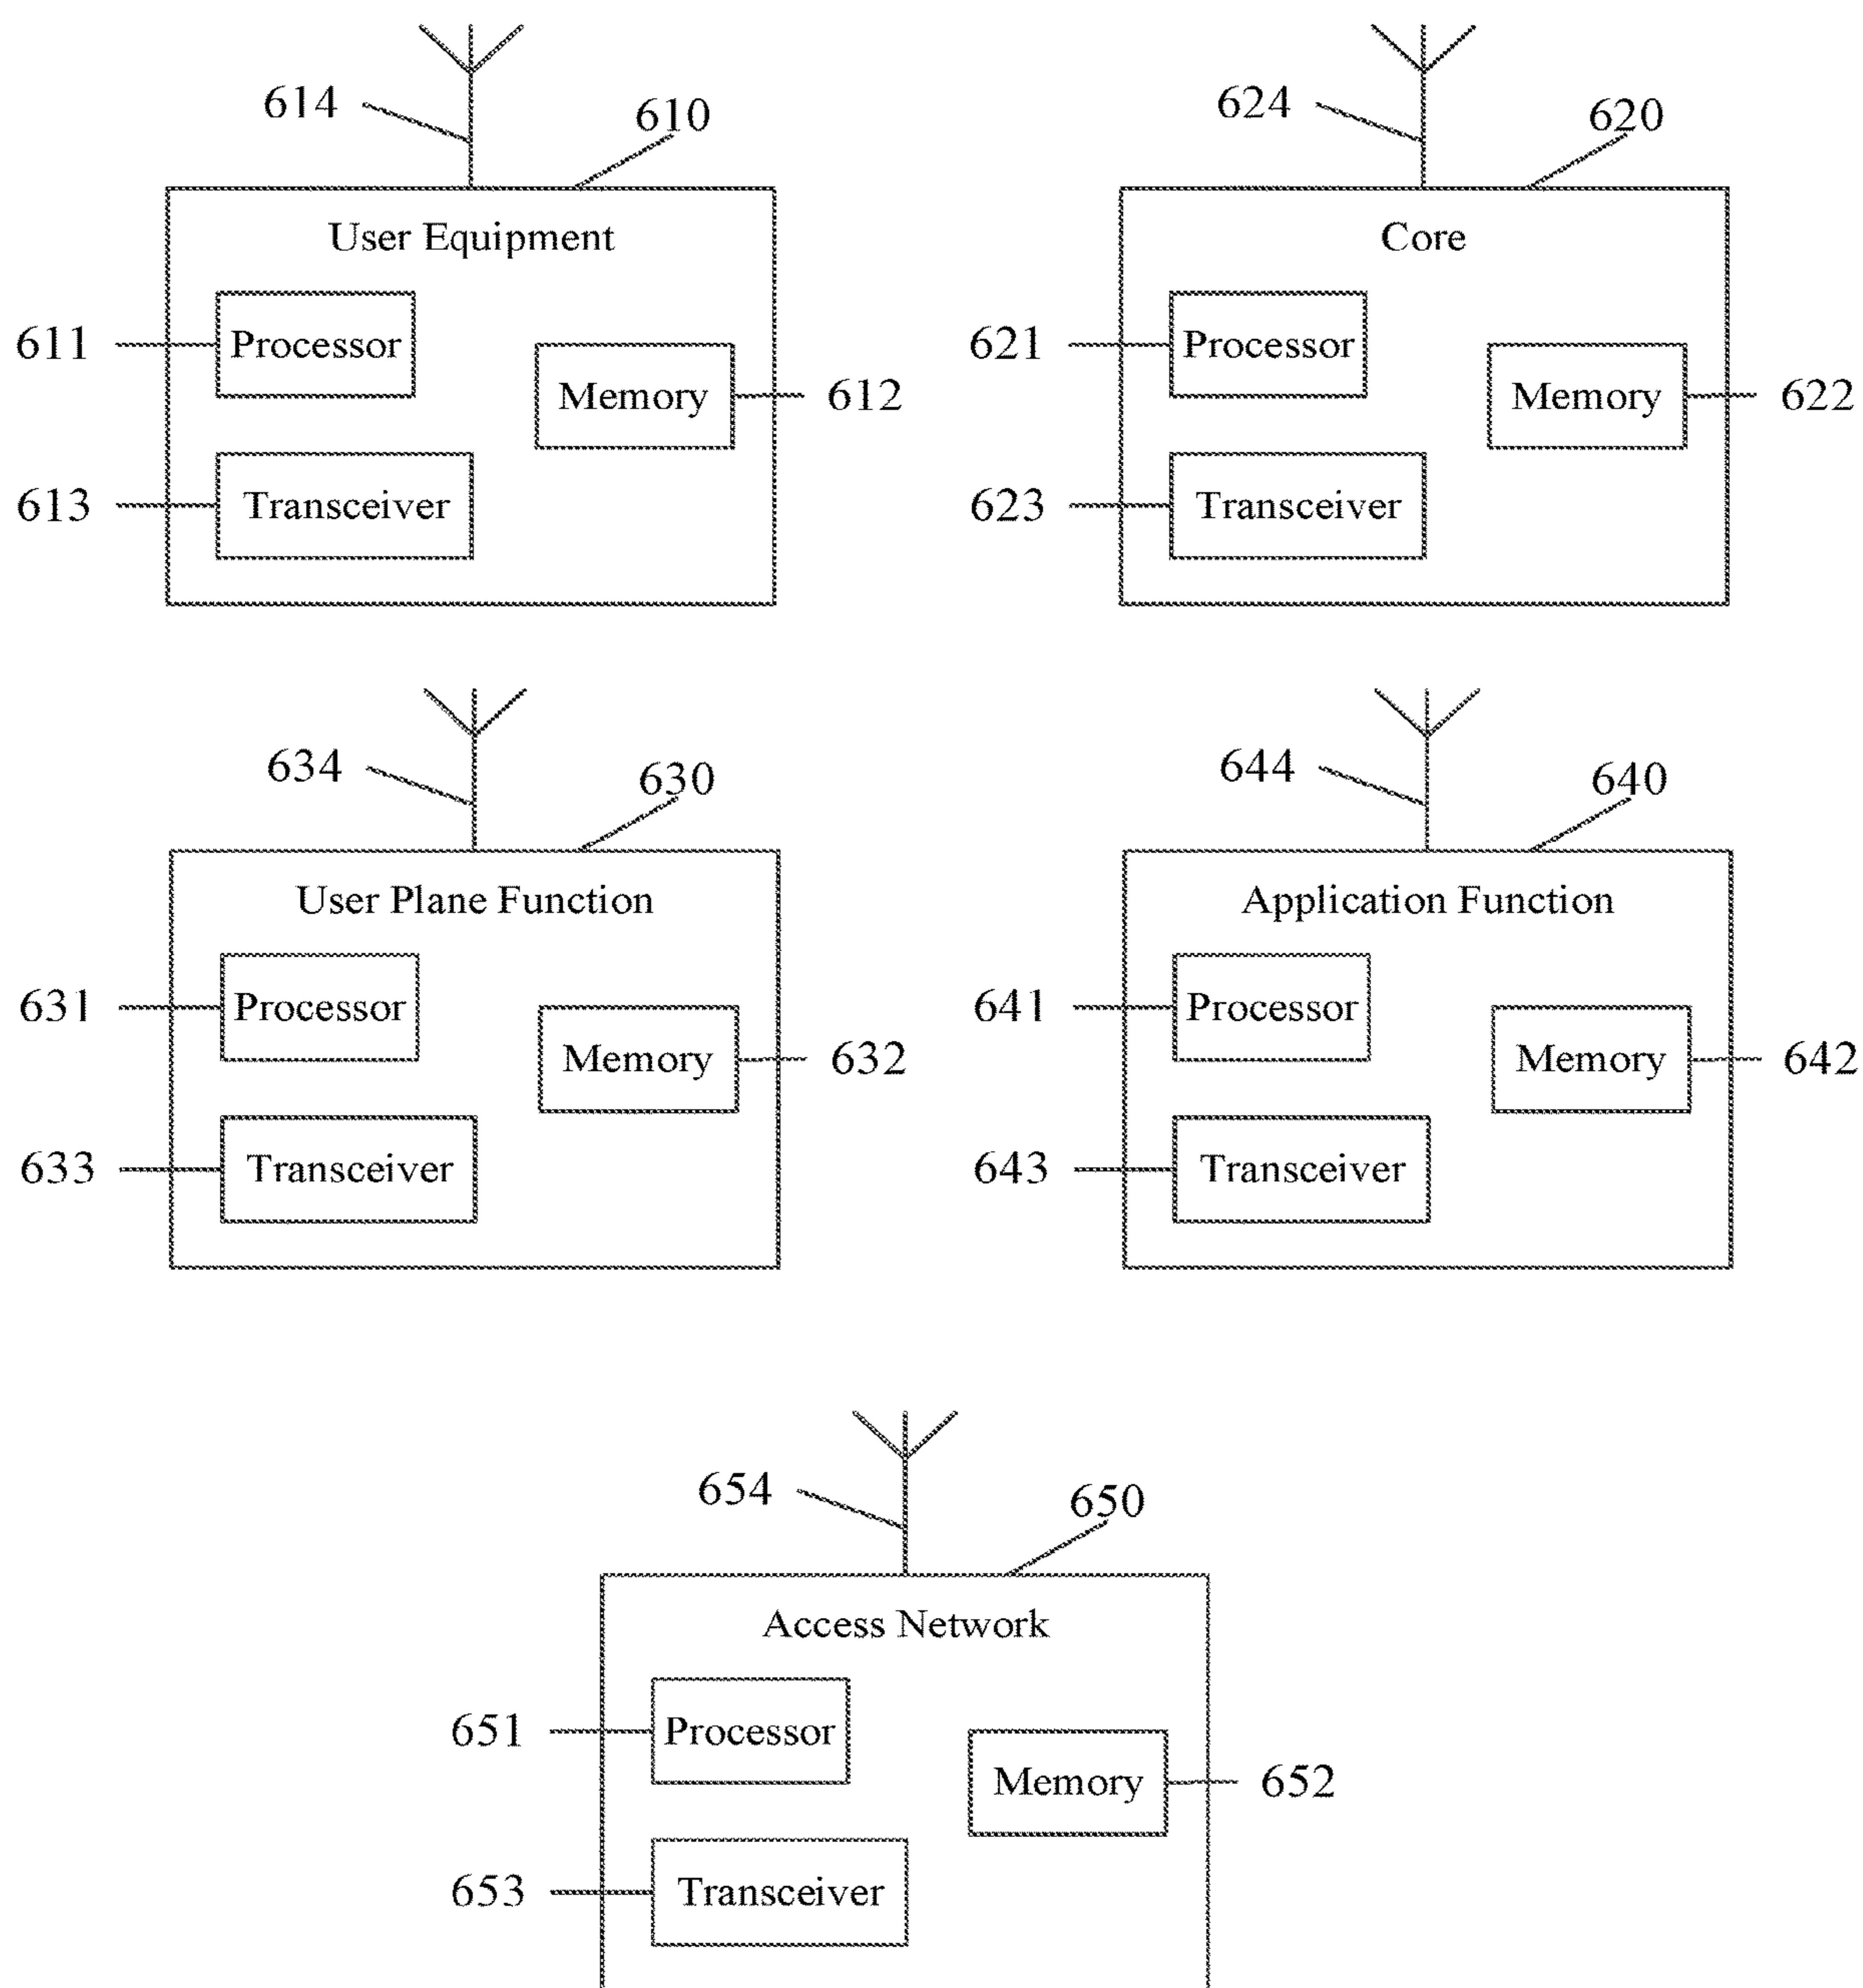 614
610
User Equipment
611
Processor
Memory
612
613
Transceiver
624
620
Core
621
Processor
Memory
622
623
Transceiver
634
630
User Plane Function
631
Processor
Memory
632
633
Transceiver
644
640
Application Function
641
Processor
Memory
642
643
Transceiver
654
650
Access Network
651
Processor
Memory
652
653
Transceiver